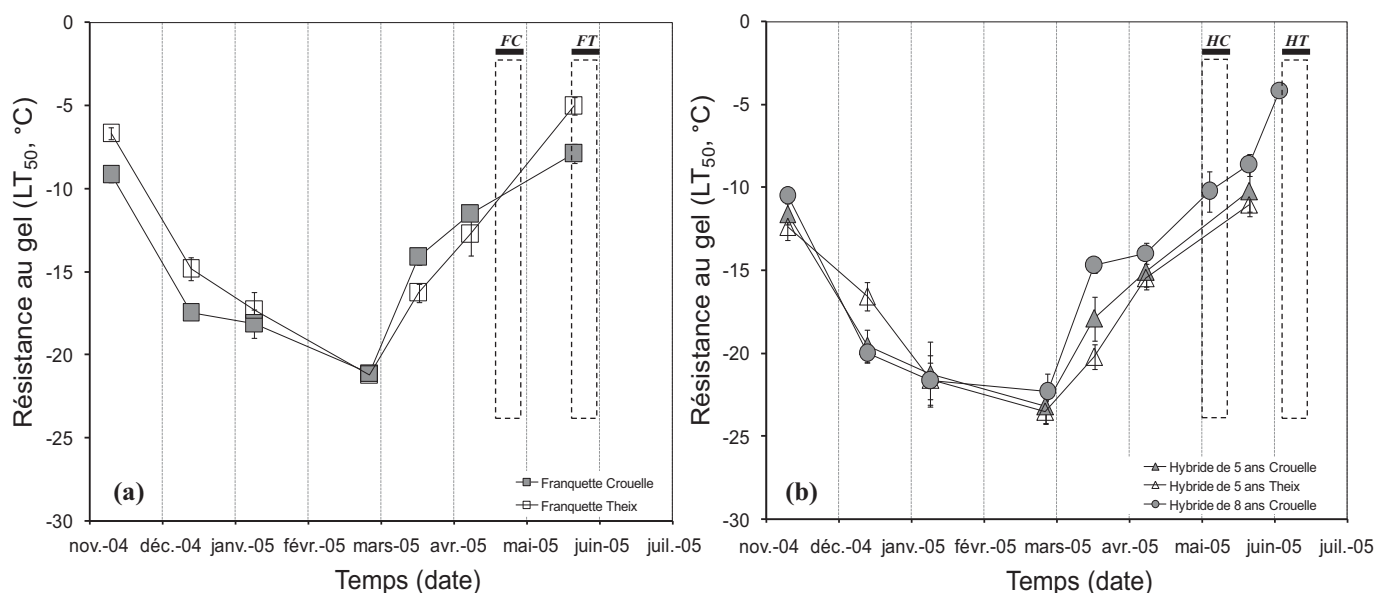 FC FT
0
-5
-10
-15
-20
-25
-30
Résistance au gel (LT50, °C)
(a)
Franquette Crouelle
Franquette Theix
nov.-04 déc.-04 janv.-05 févr.-05 mars-05 avr.-05 mai-05 juin-05 juil.-05
Temps (date)
HC HT
0
-5
-10
-15
-20
-25
-30
Résistance au gel (LT50, °C)
(b)
Hybride de 5 ans Crouelle
Hybride de 5 ans Theix
Hybride de 8 ans Crouelle
nov.-04 déc.-04 janv.-05 févr.-05 mars-05 avr.-05 mai-05 juin-05 juil.-05
Temps (date)